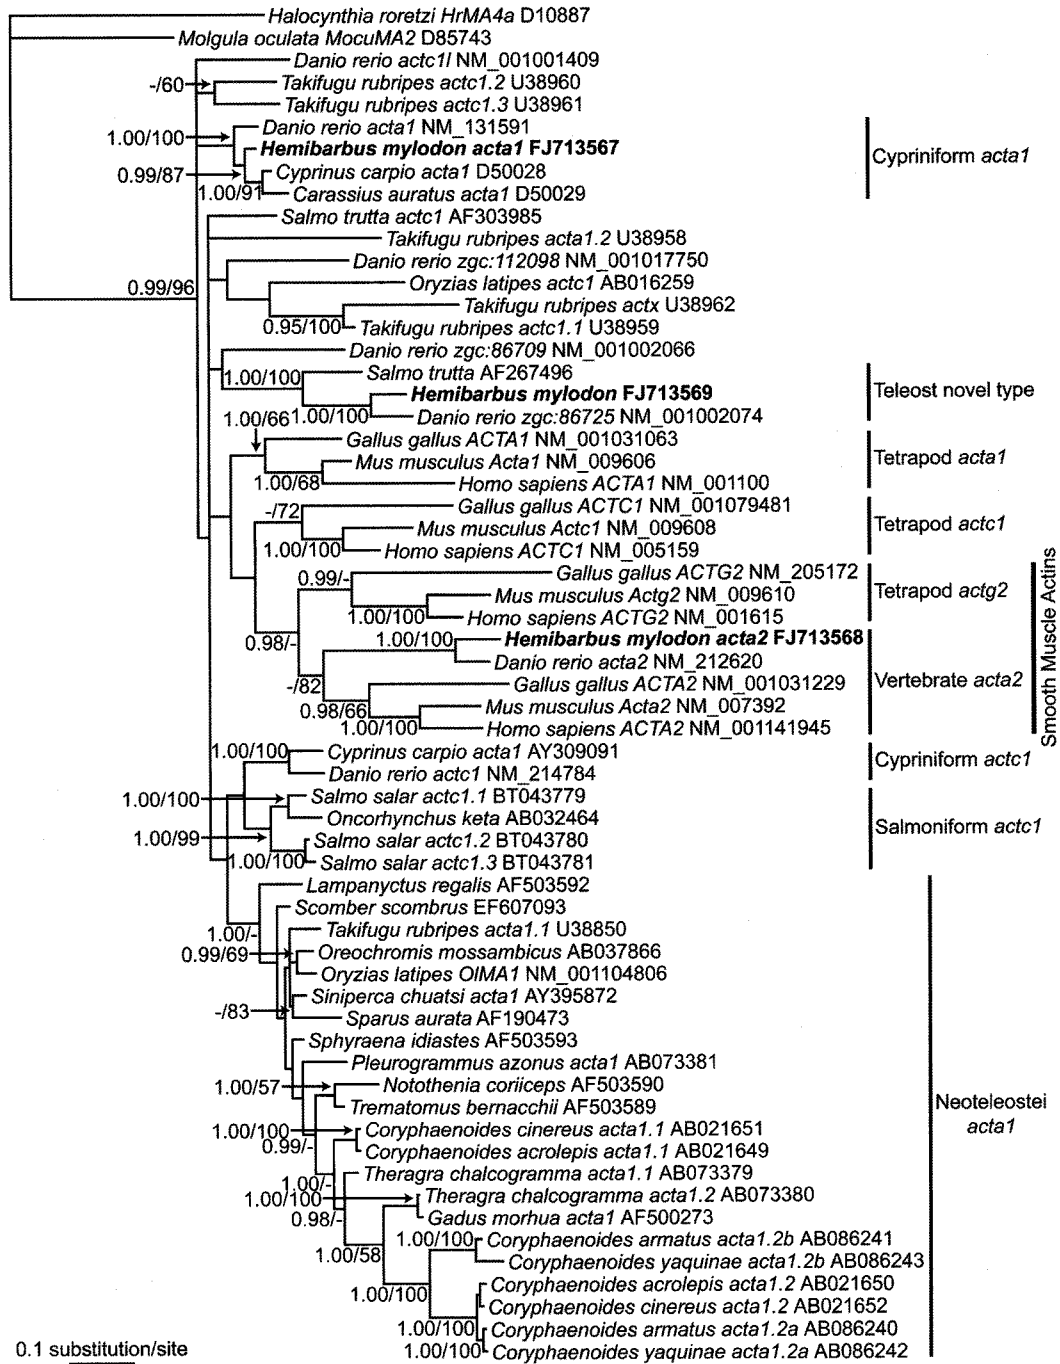 Halocynthia roretzi HrMA4a D10887
Molgula oculata MocuMA2 D85743
Danio rerio actc1l NM_001001409
-/60
Takifugu rubripes actc1.2 U38960
Takifugu rubripes actc1.3 U38961
Danio rerio acta1 NM_131591
1.00/100
Hemibarbus mylodon acta1 FJ713567
Cypriniform acta1
0.99/87
Cyprinus carpio acta1 D50028
1.00/91
Carassius auratus acta1 D50029
Salmo trutta actc1 AF303985
Takifugu rubripes acta1.2 U38958
Danio rerio zgc:112098 NM_001017750
0.99/96
Oryzias latipes actc1 AB016259
Takifugu rubripes actx U38962
0.95/100
Takifugu rubripes actc1.1 U38959
Danio rerio zgc:86709 NM_001002066
1.00/100
Salmo trutta AF267496
Hemibarbus mylodon FJ713569
Teleost novel type
1.00/100
Danio rerio zgc:86725 NM_001002074
1.00/66
Gallus gallus ACTA1 NM_001031063
Mus musculus Acta1 NM_009606
Tetrapod acta1
1.00/68
Homo sapiens ACTA1 NM_001100
Gallus gallus ACTC1 NM_001079481
-/72
Mus musculus Actc1 NM_009608
Tetrapod actc1
1.00/100
Homo sapiens ACTC1 NM_005159
0.99/-
Gallus gallus ACTG2 NM_205172
Mus musculus Actg2 NM_009610
Tetrapod actg2
1.00/100
Homo sapiens ACTG2 NM_001615
0.98/-
1.00/100
Hemibarbus mylodon acta2 FJ713568
Danio rerio acta2 NM_212620
-/82
Gallus gallus ACTA2 NM_001031229
Vertebrate acta2
0.98/66
Mus musculus Acta2 NM_007392
1.00/100
Homo sapiens ACTA2 NM_001141945
Smooth Muscle Actins
1.00/100
Cyprinus carpio acta1 AY309091
Cypriniform actc1
Danio rerio actc1 NM_214784
1.00/100
Salmo salar actc1.1 BT043779
Oncorhynchus keta AB032464
Salmoniform actc1
1.00/99
Salmo salar actc1.2 BT043780
1.00/100
Salmo salar actc1.3 BT043781
Lampanyctus regalis AF503592
Scomber scombrus EF607093
1.00/-
Takifugu rubripes acta1.1 U38850
0.99/69
Oreochromis mossambicus AB037866
Oryzias latipes OlMA1 NM_001104806
Siniperca chuatsi acta1 AY395872
-/83
Sparus aurata AF190473
Sphyraena idiastes AF503593
Pleurogrammus azonus acta1 AB073381
1.00/57
Notothenia coriiceps AF503590
Trematomus bernacchii AF503589
Neoteleostei
acta1
1.00/100
Coryphaenoides cinereus acta1.1 AB021651
0.99/-
Coryphaenoides acrolepis acta1.1 AB021649
Theragra chalcogramma acta1.1 AB073379
1.00/-
1.00/100
Theragra chalcogramma acta1.2 AB073380
0.98/-
Gadus morhua acta1 AF500273
1.00/58
1.00/100
Coryphaenoides armatus acta1.2b AB086241
Coryphaenoides yaquinae acta1.2b AB086243
1.00/100
Coryphaenoides acrolepis acta1.2 AB021650
Coryphaenoides cinereus acta1.2 AB021652
1.00/100
Coryphaenoides armatus acta1.2a AB086240
1.00/100
Coryphaenoides yaquinae acta1.2a AB086242
0.1 substitution/site